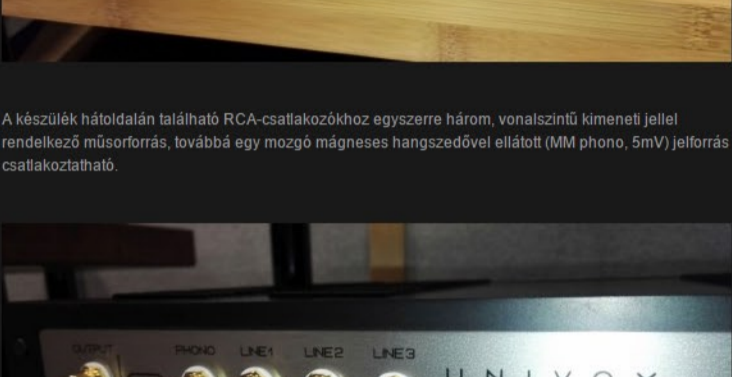 A készülék hátoldalán található RCA-csatlakozókhoz egyszerre három, vonalszintű kimeneti jellel
rendelkező műsorforrás, továbbá egy mozgó mágneses hangszedővel ellátott (MM phono, 5mV) jelforrás
csatlakoztatható.
OUTPUT PHONO LINE1 LINE2 LINE3
UNIVOX